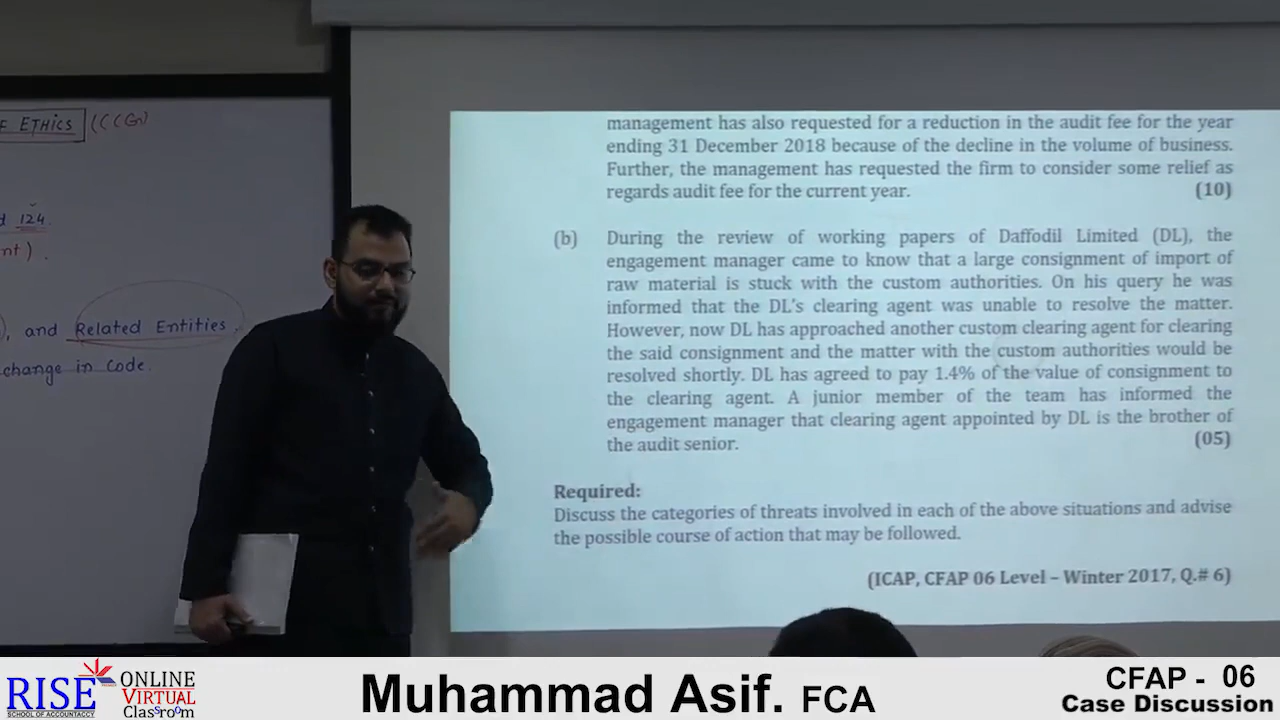 F ETHICS
(CCGn)
124
nt).
), and Related Entities
change in Code.
management has also requested for a reduction in the audit fee for the year
ending 31 December 2018 because of the decline in the volume of business.
Further, the management has requested the firm to consider some relief as
regards audit fee for the current year. (10)
(b) During the review of working papers of Daffodil Limited (DL), the
engagement manager came to know that a large consignment of import of
raw material is stuck with the custom authorities. On his query he was
informed that the DL's clearing agent was unable to resolve the matter.
However, now DL has approached another custom clearing agent for clearing
the said consignment and the matter with the custom authorities would be
resolved shortly. DL has agreed to pay 1.4% of the value of consignment to
the clearing agent. A junior member of the team has informed the
engagement manager that clearing agent appointed by DL is the brother of
the audit senior. (05)
Required:
Discuss the categories of threats involved in each of the above situations and advise
the possible course of action that may be followed.
(ICAP, CFAP 06 Level – Winter 2017, Q.# 6)
RISE
SCHOOL OF ACCOUNTACCY
ONLINE
VIRTUAL
Classroom
Muhammad Asif. FCA
CFAP - 06
Case Discussion